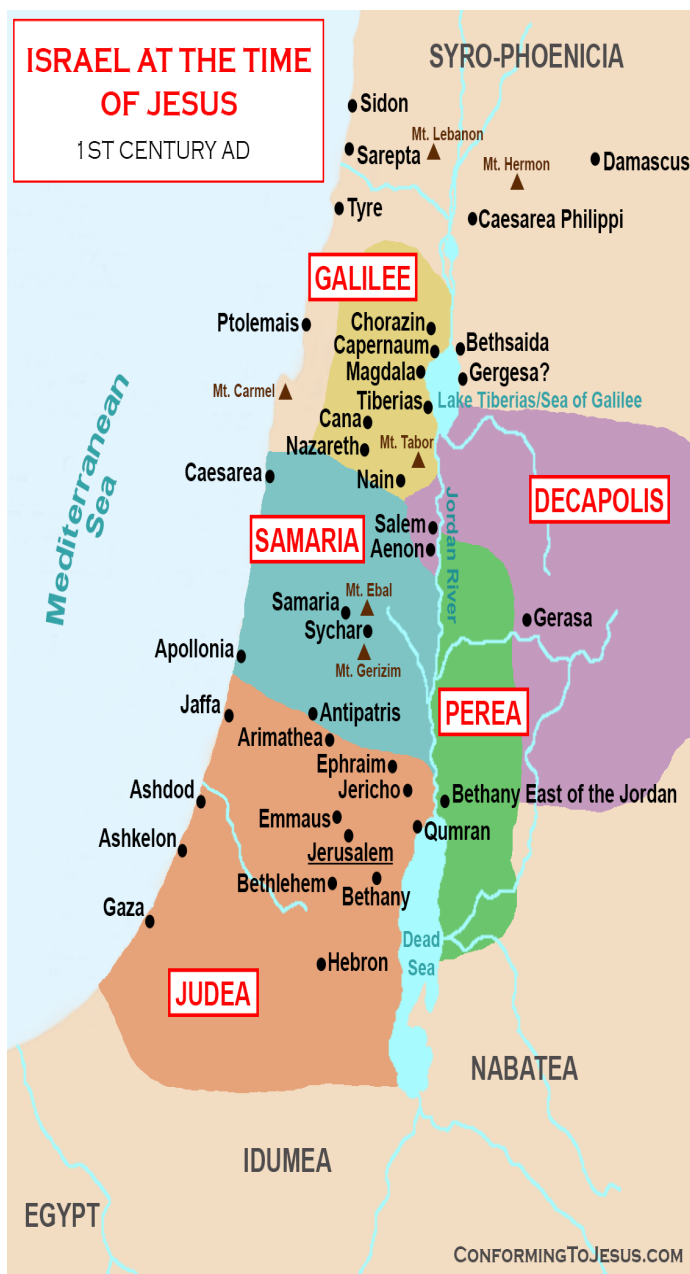 ISRAEL AT THE TIME
OF JESUS
1ST CENTURY AD
SYRO-PHOENICIA
Sidon
Mt. Lebanon
Sarepta
Mt. Hermon
Damascus
Tyre
Caesarea Philippi
GALILEE
Ptolemais
Chorazin
Capernaum
Bethsaida
Magdala
Gergesa?
Mt. Carmel
Tiberias
Lake Tiberias/Sea of Galilee
Cana
Nazareth
Mt. Tabor
Mediterranean
Sea
Caesarea
Nain
DECAPOLIS
Jordan River
Salem
SAMARIA
Aenon
Mt. Ebal
Samaria
Gerasa
Sychar
Apollonia
Mt. Gerizim
Jaffa
Antipatris
PEREA
Arimathea
Ephraim
Jericho
Ashdod
Bethany East of the Jordan
Emmaus
Qumran
Ashkelon
Jerusalem
Bethlehem
Bethany
Gaza
Dead
Sea
Hebron
JUDEA
NABATEA
IDUMEA
EGYPT
CONFORMINGTOJESUS.COM